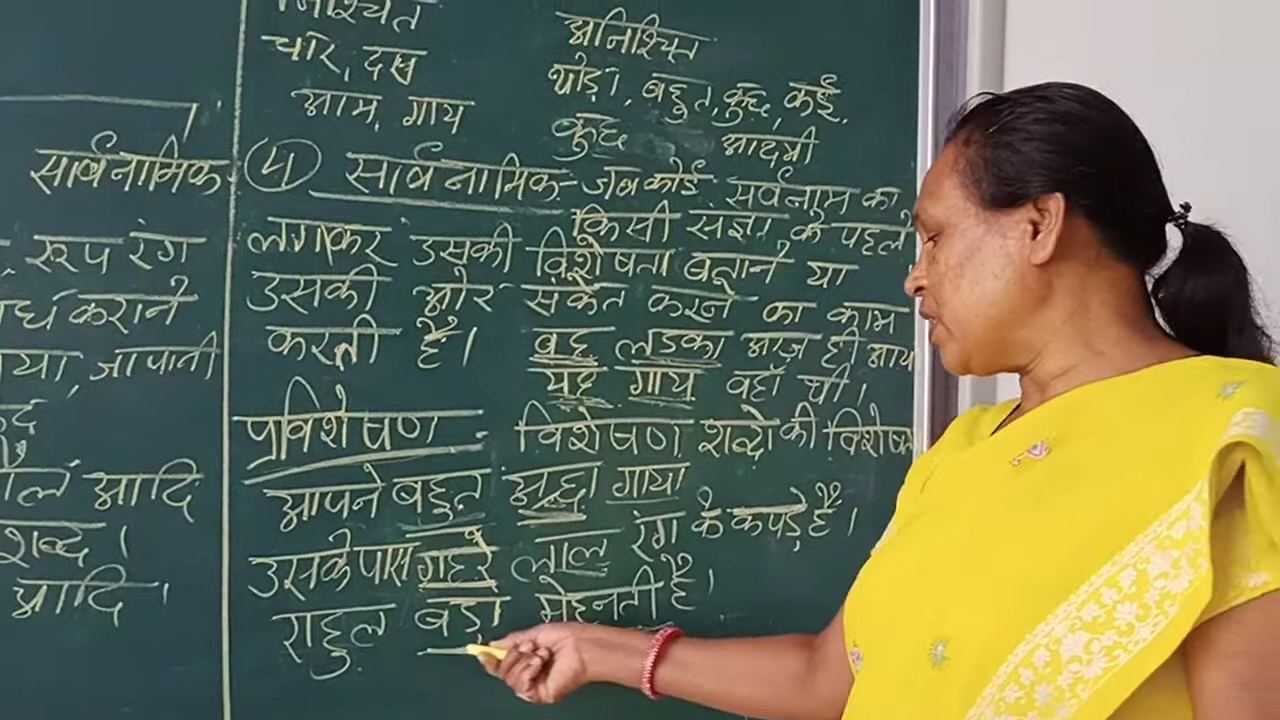 सार्वनामिक
रूप रंग
कराने
जापानी
आदि
शब्द।
आदि।
निश्चित
चार, दस
आम, गाय
अनिश्चित
थोड़ा, बहुत, कुछ, कई,
कुछ आदमी
4 सार्वनामिक - जब कोई सर्वनाम का
किसी संज्ञा के पहले
लगाकर उसकी विशेषता बताने या
उसकी ओर संकेत करने का काम
करती है। वह लडका आज ही आय
यह गाय वहाँ थी।
प्रविशेषण - विशेषण शब्दो की विशेषत
आपने बहुत अच्छा गाया
उसके पास गहरे लाल रंग के कपड़े हैं।
राहुल बड़ा मेहनती है।